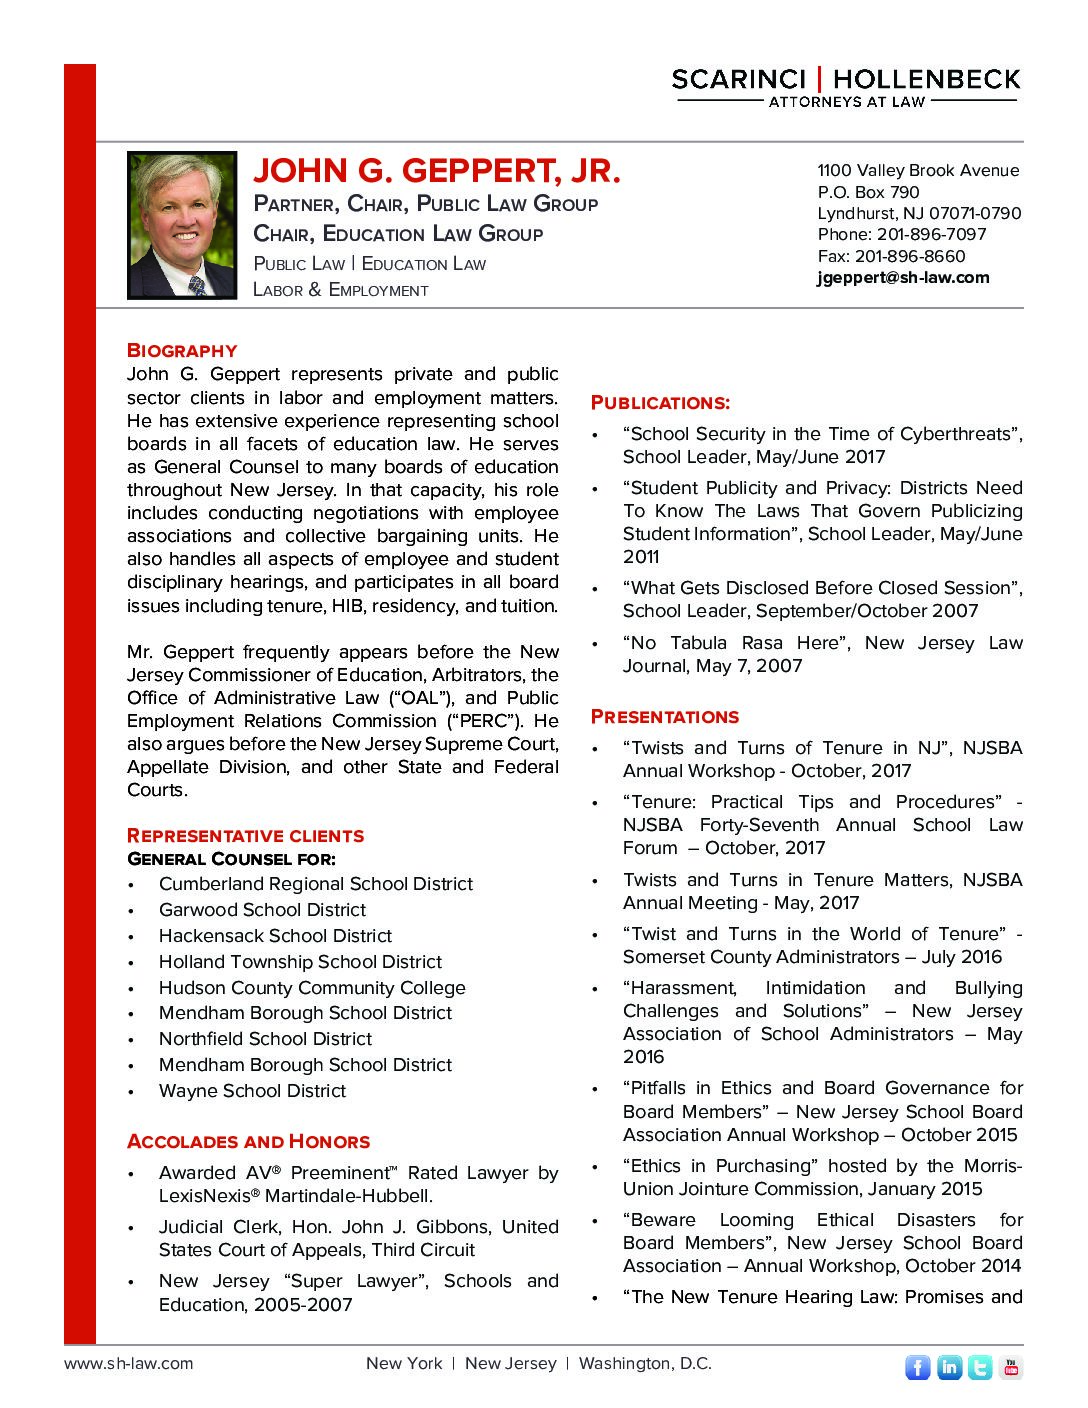 SCARINCI | HOLLENBECK
ATTORNEYS AT LAW
JOHN G. GEPPERT, JR.
Partner, Chair, Public Law Group
Chair, Education Law Group
Public Law | Education Law
Labor & Employment
1100 Valley Brook Avenue
P.O. Box 790
Lyndhurst, NJ 07071-0790
Phone: 201-896-7097
Fax: 201-896-8660
jgeppert@sh-law.com
Biography
John G. Geppert represents private and public
sector clients in labor and employment matters.
He has extensive experience representing school
boards in all facets of education law. He serves
as General Counsel to many boards of education
throughout New Jersey. In that capacity, his role
includes conducting negotiations with employee
associations and collective bargaining units. He
also handles all aspects of employee and student
disciplinary hearings, and participates in all board
issues including tenure, HIB, residency, and tuition.
Mr. Geppert frequently appears before the New
Jersey Commissioner of Education, Arbitrators, the
Office of Administrative Law (“OAL”), and Public
Employment Relations Commission (“PERC”). He
also argues before the New Jersey Supreme Court,
Appellate Division, and other State and Federal
Courts.
Representative clients
General Counsel for:
• Cumberland Regional School District
• Garwood School District
• Hackensack School District
• Holland Township School District
• Hudson County Community College
• Mendham Borough School District
• Northfield School District
• Mendham Borough School District
• Wayne School District
Accolades and Honors
• Awarded AV® Preeminent™ Rated Lawyer by
LexisNexis® Martindale-Hubbell.
• Judicial Clerk, Hon. John J. Gibbons, United
States Court of Appeals, Third Circuit
• New Jersey “Super Lawyer”, Schools and
Education, 2005-2007
Publications:
• “School Security in the Time of Cyberthreats”,
School Leader, May/June 2017
• “Student Publicity and Privacy: Districts Need
To Know The Laws That Govern Publicizing
Student Information”, School Leader, May/June
2011
• “What Gets Disclosed Before Closed Session”,
School Leader, September/October 2007
• “No Tabula Rasa Here”, New Jersey Law
Journal, May 7, 2007
Presentations
• “Twists and Turns of Tenure in NJ”, NJSBA
Annual Workshop - October, 2017
• “Tenure: Practical Tips and Procedures” -
NJSBA Forty-Seventh Annual School Law
Forum – October, 2017
• Twists and Turns in Tenure Matters, NJSBA
Annual Meeting - May, 2017
• “Twist and Turns in the World of Tenure” -
Somerset County Administrators – July 2016
• “Harassment, Intimidation and Bullying
Challenges and Solutions” – New Jersey
Association of School Administrators – May
2016
• “Pitfalls in Ethics and Board Governance for
Board Members” – New Jersey School Board
Association Annual Workshop – October 2015
• “Ethics in Purchasing” hosted by the Morris-
Union Jointure Commission, January 2015
• “Beware Looming Ethical Disasters for
Board Members”, New Jersey School Board
Association – Annual Workshop, October 2014
• “The New Tenure Hearing Law: Promises and
www.sh-law.com
New York | New Jersey | Washington, D.C.
f
in
t
You
Tube